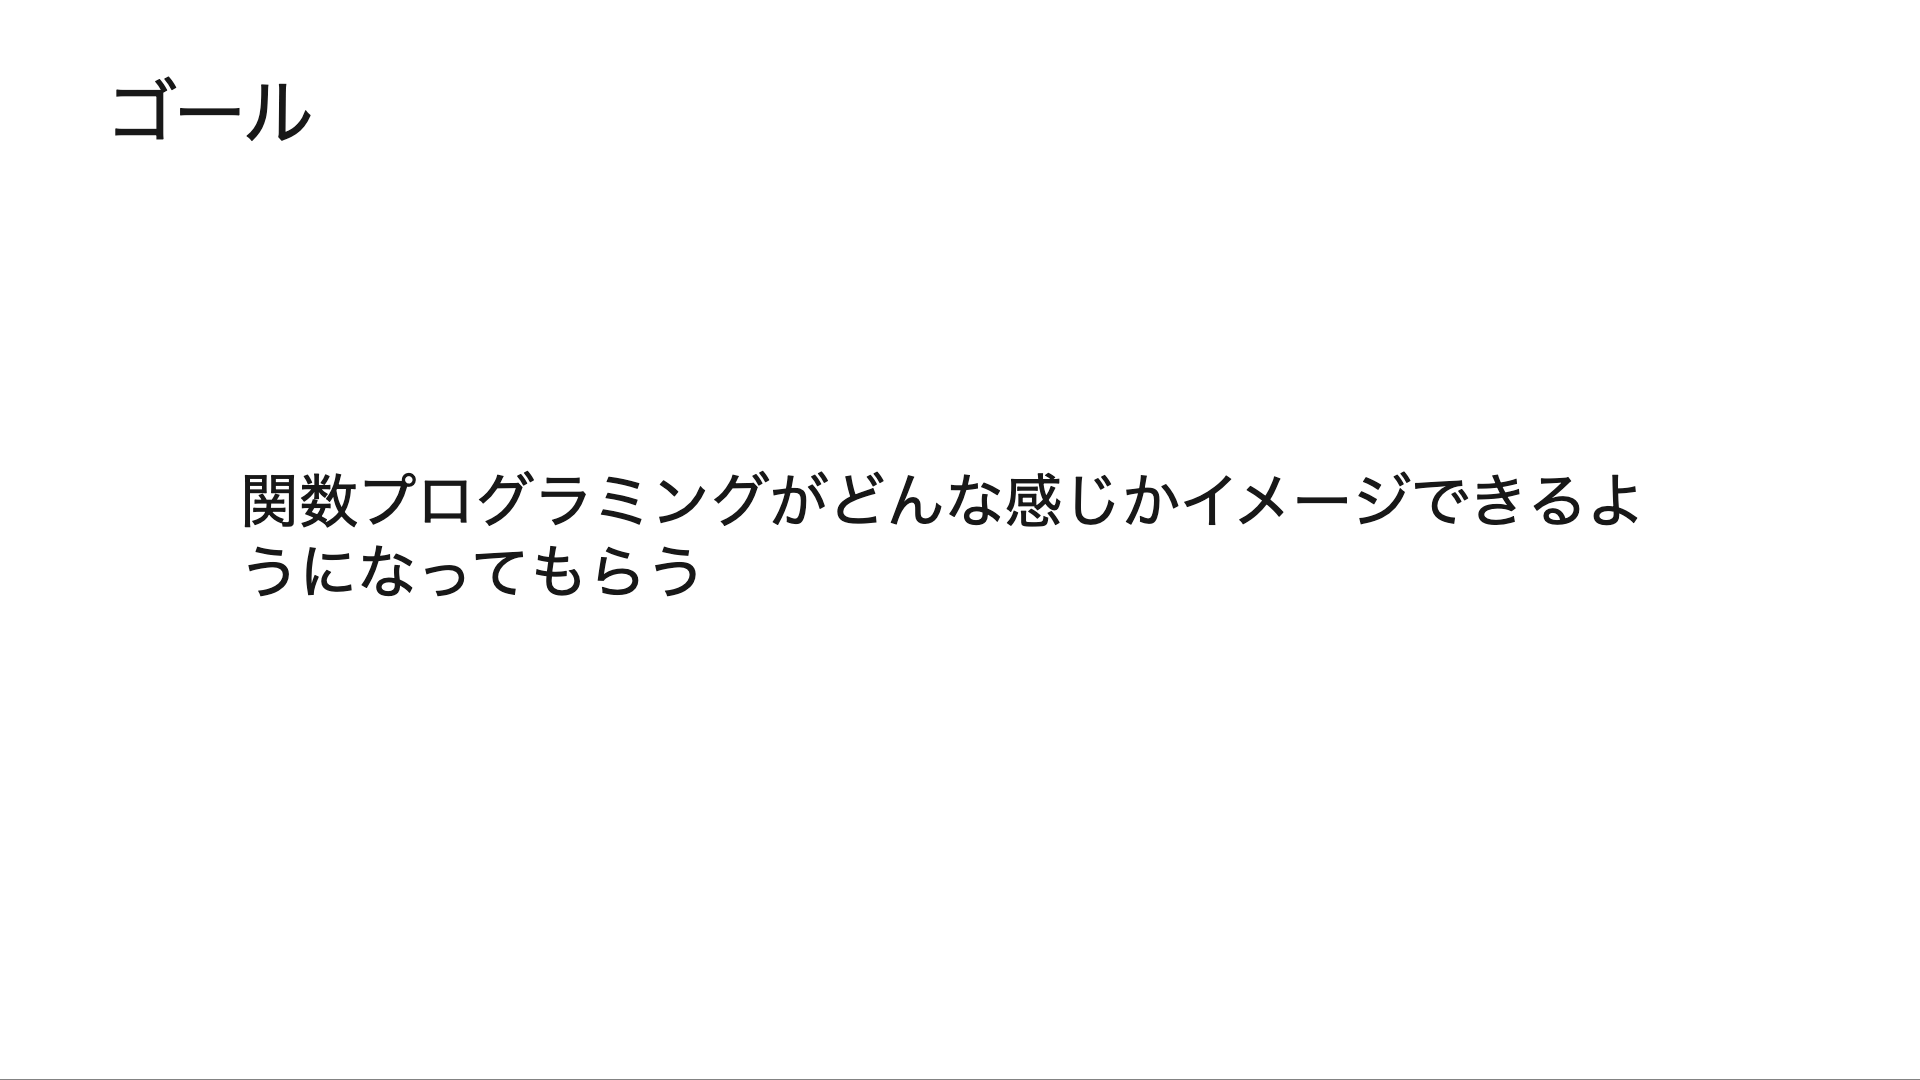 ゴール
関数プログラミングがどんな感じかイメージできるよ
うになってもらう